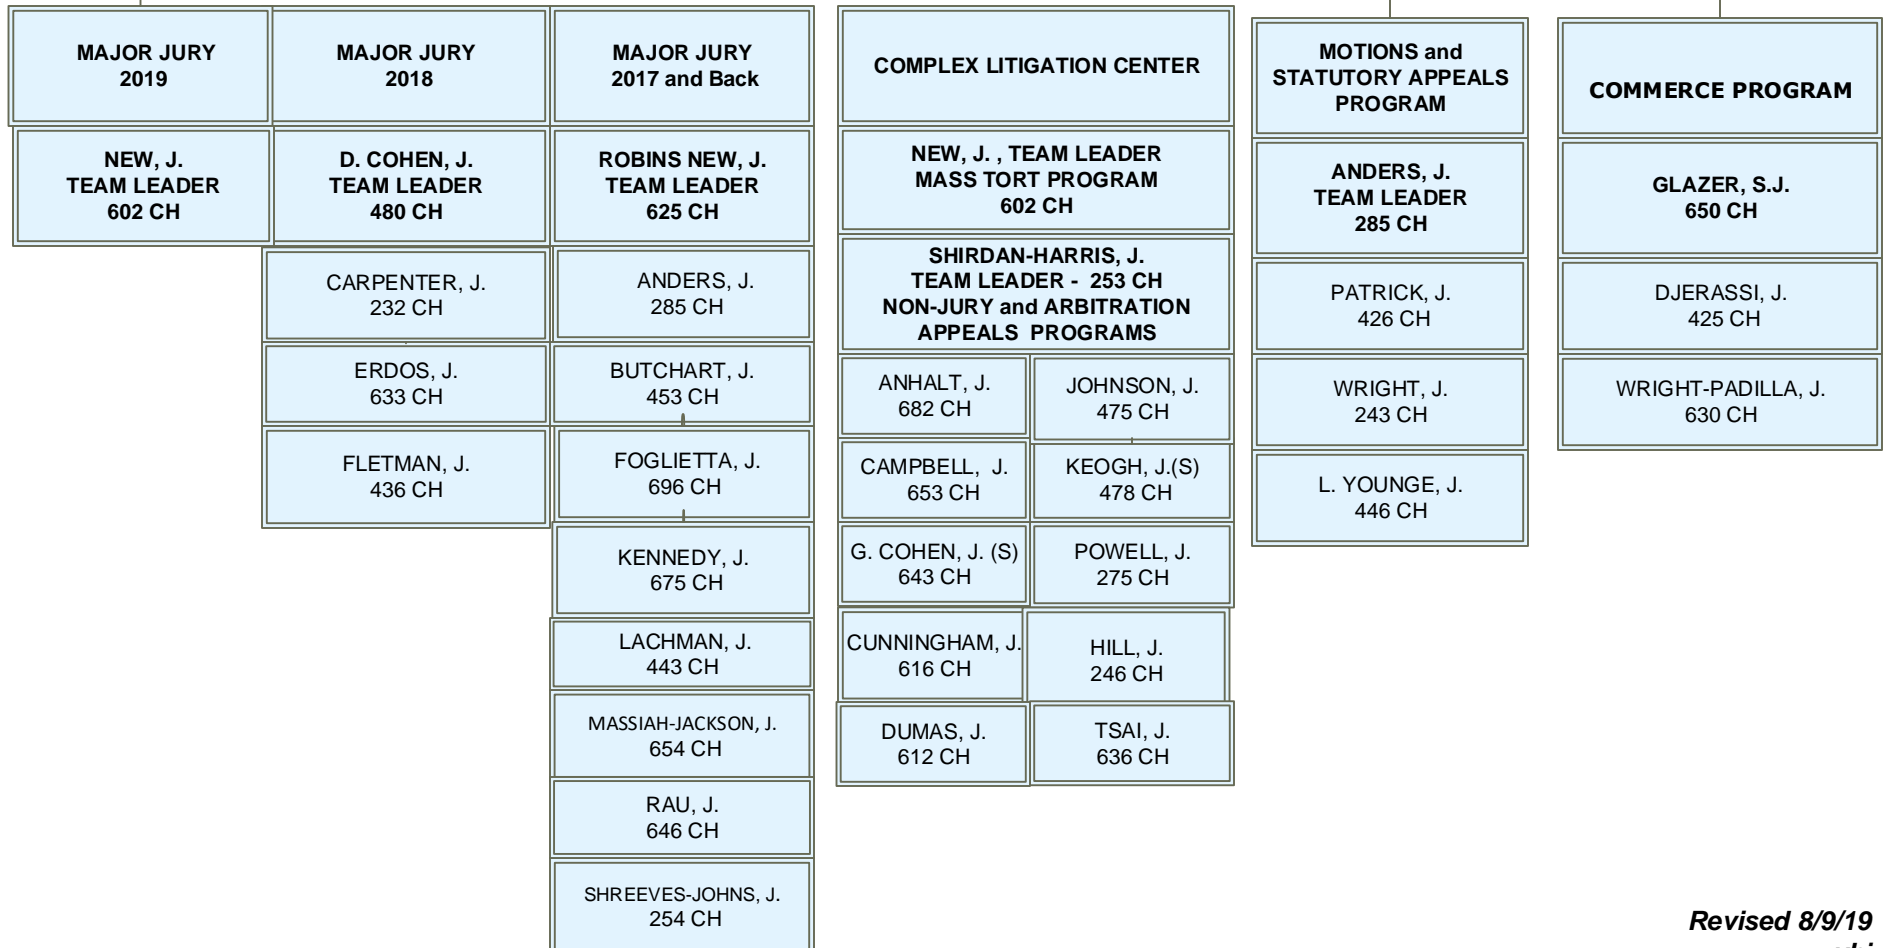 MAJOR JURY
2019
NEW, J.
TEAM LEADER
602 CH
MAJOR JURY
2018
D. COHEN, J.
TEAM LEADER
480 CH
CARPENTER, J.
232 CH
ERDOS, J.
633 CH
FLETMAN, J.
436 CH
MAJOR JURY
2017 and Back
ROBINS NEW, J.
TEAM LEADER
625 CH
ANDERS, J.
285 CH
BUTCHART, J.
453 CH
FOGLIETTA, J.
696 CH
KENNEDY, J.
675 CH
LACHMAN, J.
443 CH
MASSIAH-JACKSON, J.
654 CH
RAU, J.
646 CH
SHREEVES-JOHNS, J.
254 CH
COMPLEX LITIGATION CENTER
NEW, J. , TEAM LEADER
MASS TORT PROGRAM
602 CH
SHIRDAN-HARRIS, J.
TEAM LEADER - 253 CH
NON-JURY and ARBITRATION
APPEALS PROGRAMS
ANHALT, J.
682 CH
CAMPBELL, J.
653 CH
G. COHEN, J. (S)
643 CH
CUNNINGHAM, J.
616 CH
DUMAS, J.
612 CH
JOHNSON, J.
475 CH
KEOGH, J.(S)
478 CH
POWELL, J.
275 CH
HILL, J.
246 CH
TSAI, J.
636 CH
MOTIONS and
STATUTORY APPEALS
PROGRAM
ANDERS, J.
TEAM LEADER
285 CH
PATRICK, J.
426 CH
WRIGHT, J.
243 CH
L. YOUNGE, J.
446 CH
COMMERCE PROGRAM
GLAZER, S.J.
650 CH
DJERASSI, J.
425 CH
WRIGHT-PADILLA, J.
630 CH
Revised 8/9/19